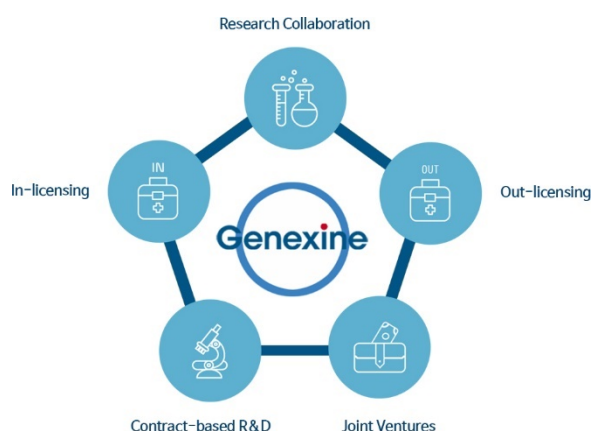 Research Collaboration
IN
OUT
In-licensing
Out-licensing
Genexine
Contract-based R&D
Joint Ventures